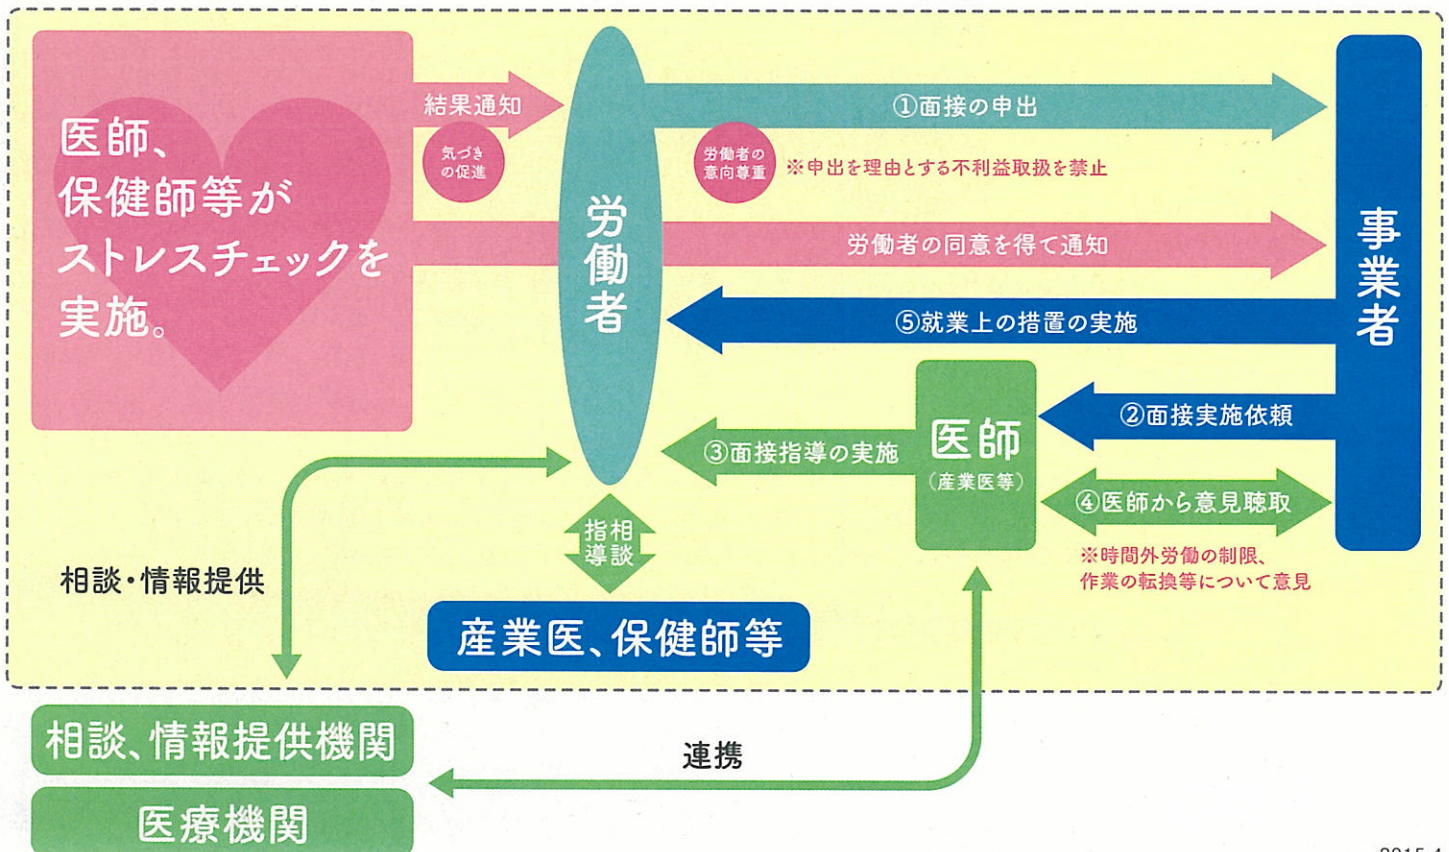 医師、
保健師等が
ストレスチェックを
実施。
結果通知
気づき
の促進
労働者
①面接の申出
労働者の
意向尊重
※申出を理由とする不利益取扱を禁止
労働者の同意を得て通知
事業者
⑤就業上の措置の実施
②面接実施依頼
医師
（産業医等）
③面接指導の実施
④医師から意見聴取
※時間外労働の制限、
作業の転換等について意見
相談
指導
産業医、保健師等
相談・情報提供
相談、情報提供機関
医療機関
連携